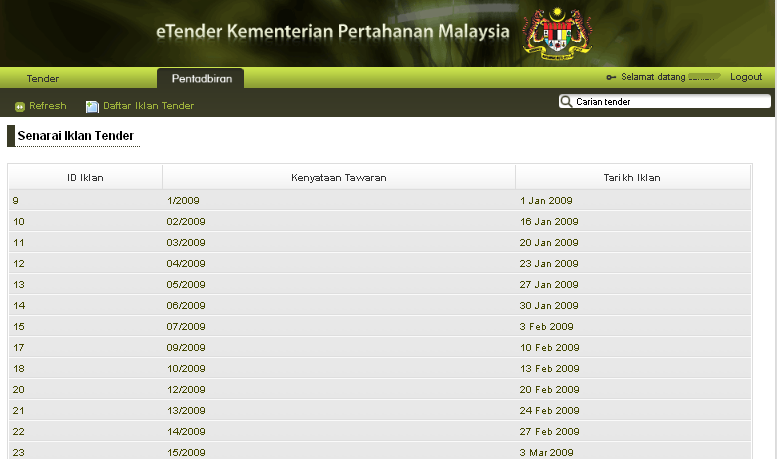 eTender Kementerian Pertahanan Malaysia
Tender Pentadbiran Selamat datang Logout
Refresh Daftar Iklan Tender Carian tender
Senarai Iklan Tender
ID Iklan Kenyataan Tawaran Tarikh Iklan
9 1/2009 1 Jan 2009
10 02/2009 16 Jan 2009
11 03/2009 20 Jan 2009
12 04/2009 23 Jan 2009
13 05/2009 27 Jan 2009
14 06/2009 30 Jan 2009
15 07/2009 3 Feb 2009
17 09/2009 10 Feb 2009
18 10/2009 13 Feb 2009
20 12/2009 20 Feb 2009
21 13/2009 24 Feb 2009
22 14/2009 27 Feb 2009
23 15/2009 3 Mar 2009